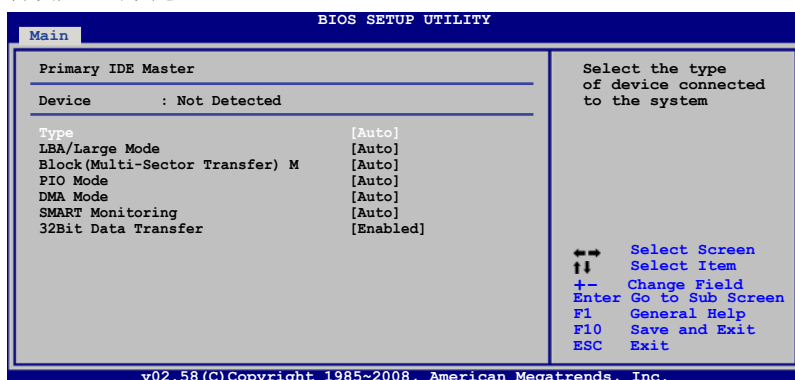 BIOS SETUP UTILITY
Main
Primary IDE Master
Device : Not Detected
Type [Auto]
LBA/Large Mode [Auto]
Block(Multi-Sector Transfer) M [Auto]
PIO Mode [Auto]
DMA Mode [Auto]
SMART Monitoring [Auto]
32Bit Data Transfer [Enabled]
Select the type
of device connected
to the system
←→ Select Screen
↑↓ Select Item
+- Change Field
Enter Go to Sub Screen
F1 General Help
F10 Save and Exit
ESC Exit
v02.58(C)Copyright 1985~2008, American Megatrends, Inc.